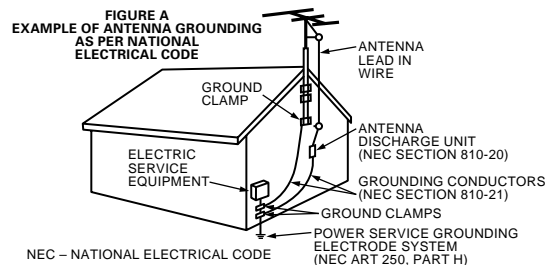 FIGURE A
EXAMPLE OF ANTENNA GROUNDING
AS PER NATIONAL
ELECTRICAL CODE
ANTENNA
LEAD IN
WIRE
GROUND
CLAMP
ANTENNA
DISCHARGE UNIT
(NEC SECTION 810-20)
ELECTRIC
SERVICE
EQUIPMENT
GROUNDING CONDUCTORS
(NEC SECTION 810-21)
GROUND CLAMPS
POWER SERVICE GROUNDING
ELECTRODE SYSTEM
(NEC ART 250, PART H)
NEC – NATIONAL ELECTRICAL CODE